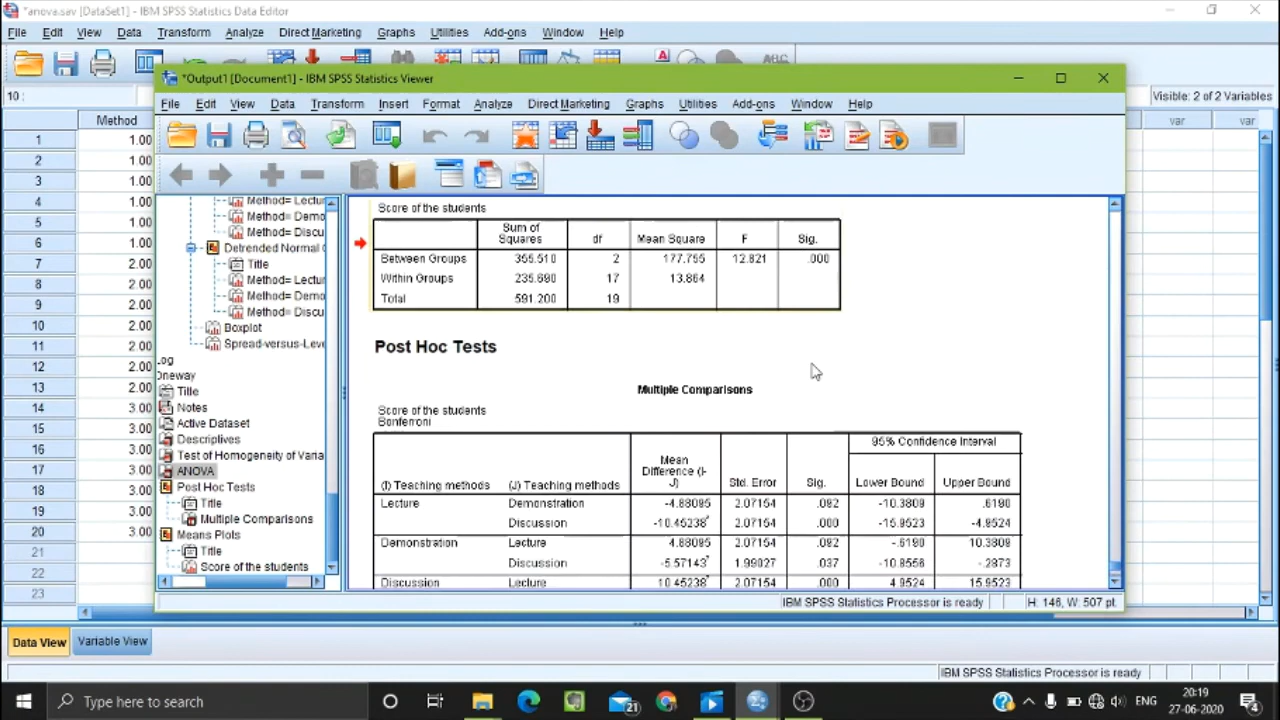 *anova.sav [DataSet1] - IBM SPSS Statistics Data Editor
File Edit View Data Transform Analyze Direct Marketing Graphs Utilities Add-ons Window Help
10 :
Visible: 2 of 2 Variables
Method
var var
1 1.00
2 1.00
3 1.00
4 1.00
5 1.00
6 1.00
7 2.00
8 2.00
9 2.00
10 2.00
11 2.00
12 2.00
13 2.00
14 3.00
15 3.00
16 3.00
17 3.00
18 3.00
19 3.00
20 3.00
21
22
23
*Output1 [Document1] - IBM SPSS Statistics Viewer
File Edit View Data Transform Insert Format Analyze Direct Marketing Graphs Utilities Add-ons Window Help
Method= Lectu
Method= Demo
Method= Discu
Detrended Normal
Title
Method= Lectu
Method= Demo
Method= Discu
Boxplot
Spread-versus-Leve
Log
Oneway
Title
Notes
Active Dataset
Descriptives
Test of Homogeneity of Varia
ANOVA
Post Hoc Tests
Title
Multiple Comparisons
Means Plots
Title
Score of the students
Score of the students
Sum of Squares df Mean Square F Sig.
Between Groups 355.510 2 177.755 12.821 .000
Within Groups 235.690 17 13.864
Total 591.200 19
Post Hoc Tests
Multiple Comparisons
Score of the students
Bonferroni
(I) Teaching methods (J) Teaching methods Mean Difference (I-J) Std. Error Sig. 95% Confidence Interval
Lower Bound Upper Bound
Lecture Demonstration -4.88095 2.07154 .092 -10.3809 .6190
Discussion -10.45238* 2.07154 .000 -15.9523 -4.9524
Demonstration Lecture 4.88095 2.07154 .092 -.6190 10.3809
Discussion -5.57143* 1.99027 .037 -10.8556 -.2873
Discussion Lecture 10.45238* 2.07154 .000 4.9524 15.9523
IBM SPSS Statistics Processor is ready H: 146, W: 507 pt.
Data View Variable View
IBM SPSS Statistics Processor is ready
Type here to search
21
ENG
20:19
27-06-2020
4